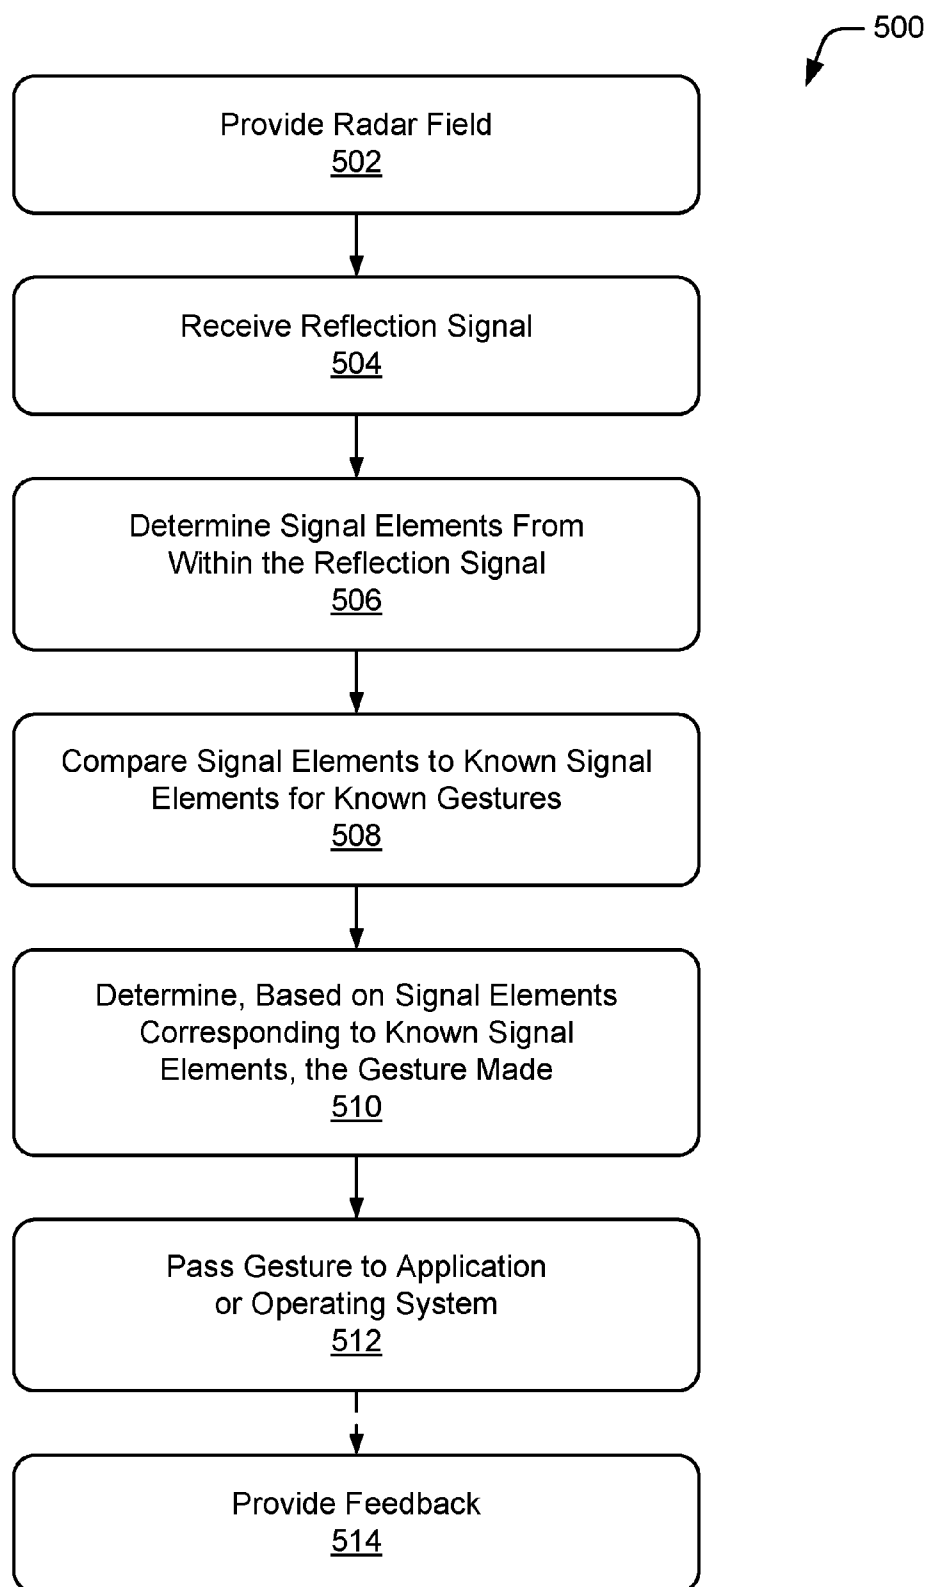 500
Provide Radar Field
502
Receive Reflection Signal
504
Determine Signal Elements From
Within the Reflection Signal
506
Compare Signal Elements to Known Signal
Elements for Known Gestures
508
Determine, Based on Signal Elements
Corresponding to Known Signal
Elements, the Gesture Made
510
Pass Gesture to Application
or Operating System
512
Provide Feedback
514